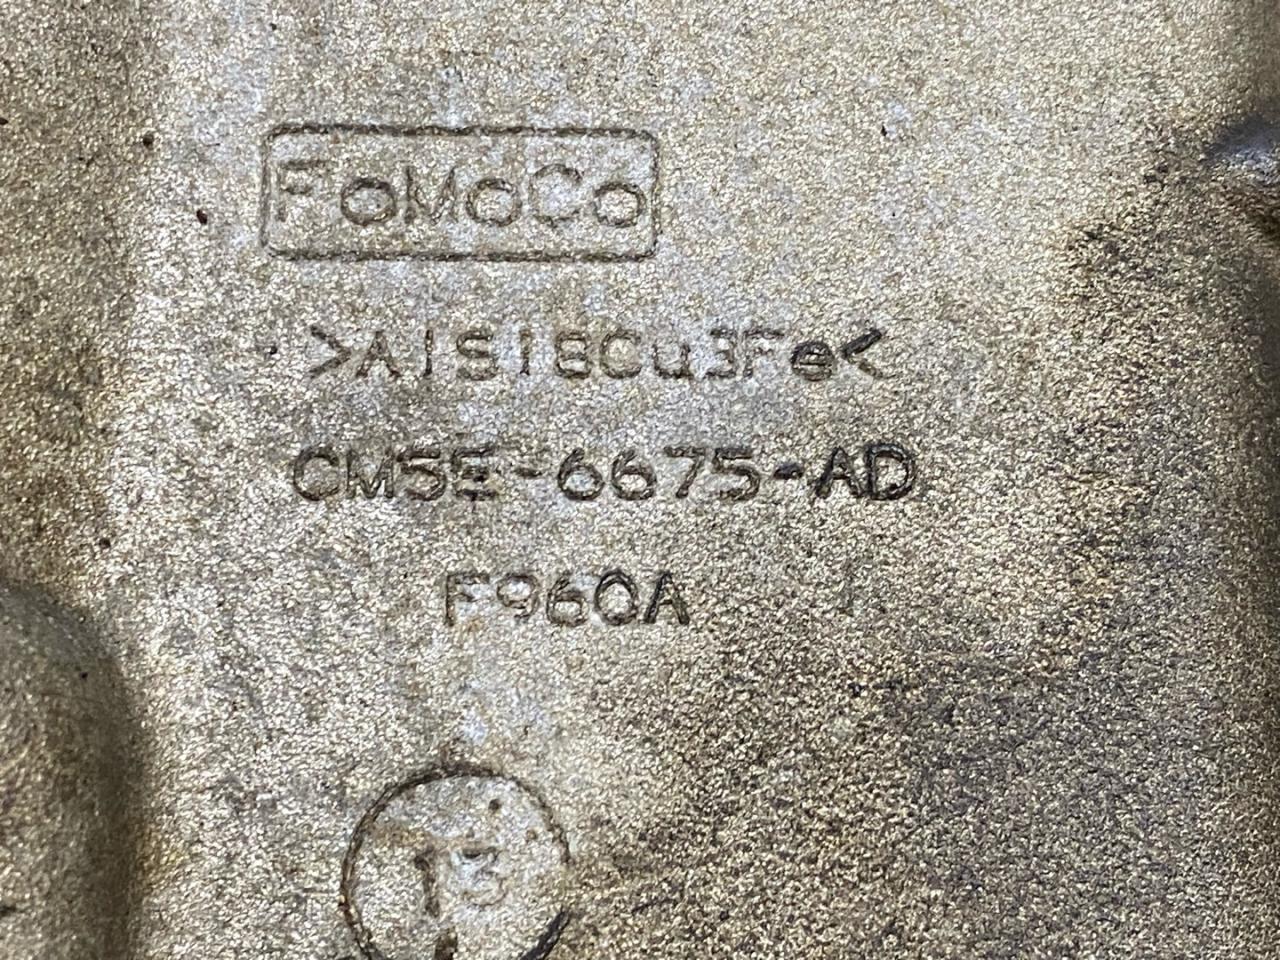 FoMoCo
>AlSi8Cu3Fe<
CM5E-6675-AD
F960A
13